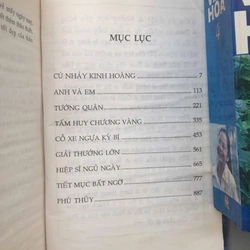 MỤC LỤC
CÚ NHẢY KINH HOÀNG 7
ANH VÀ EM 113
TƯỚNG QUÂN 221
TẤM HUY CHƯƠNG VÀNG 335
CỖ XE NGỰA KỲ BÍ 453
GIẢI THƯỞNG LỚN 561
HIỆP SĨ NGỦ NGÀY 665
TIẾT MỤC BẤT NGỜ 777
PHÙ THỦY 887
HOA